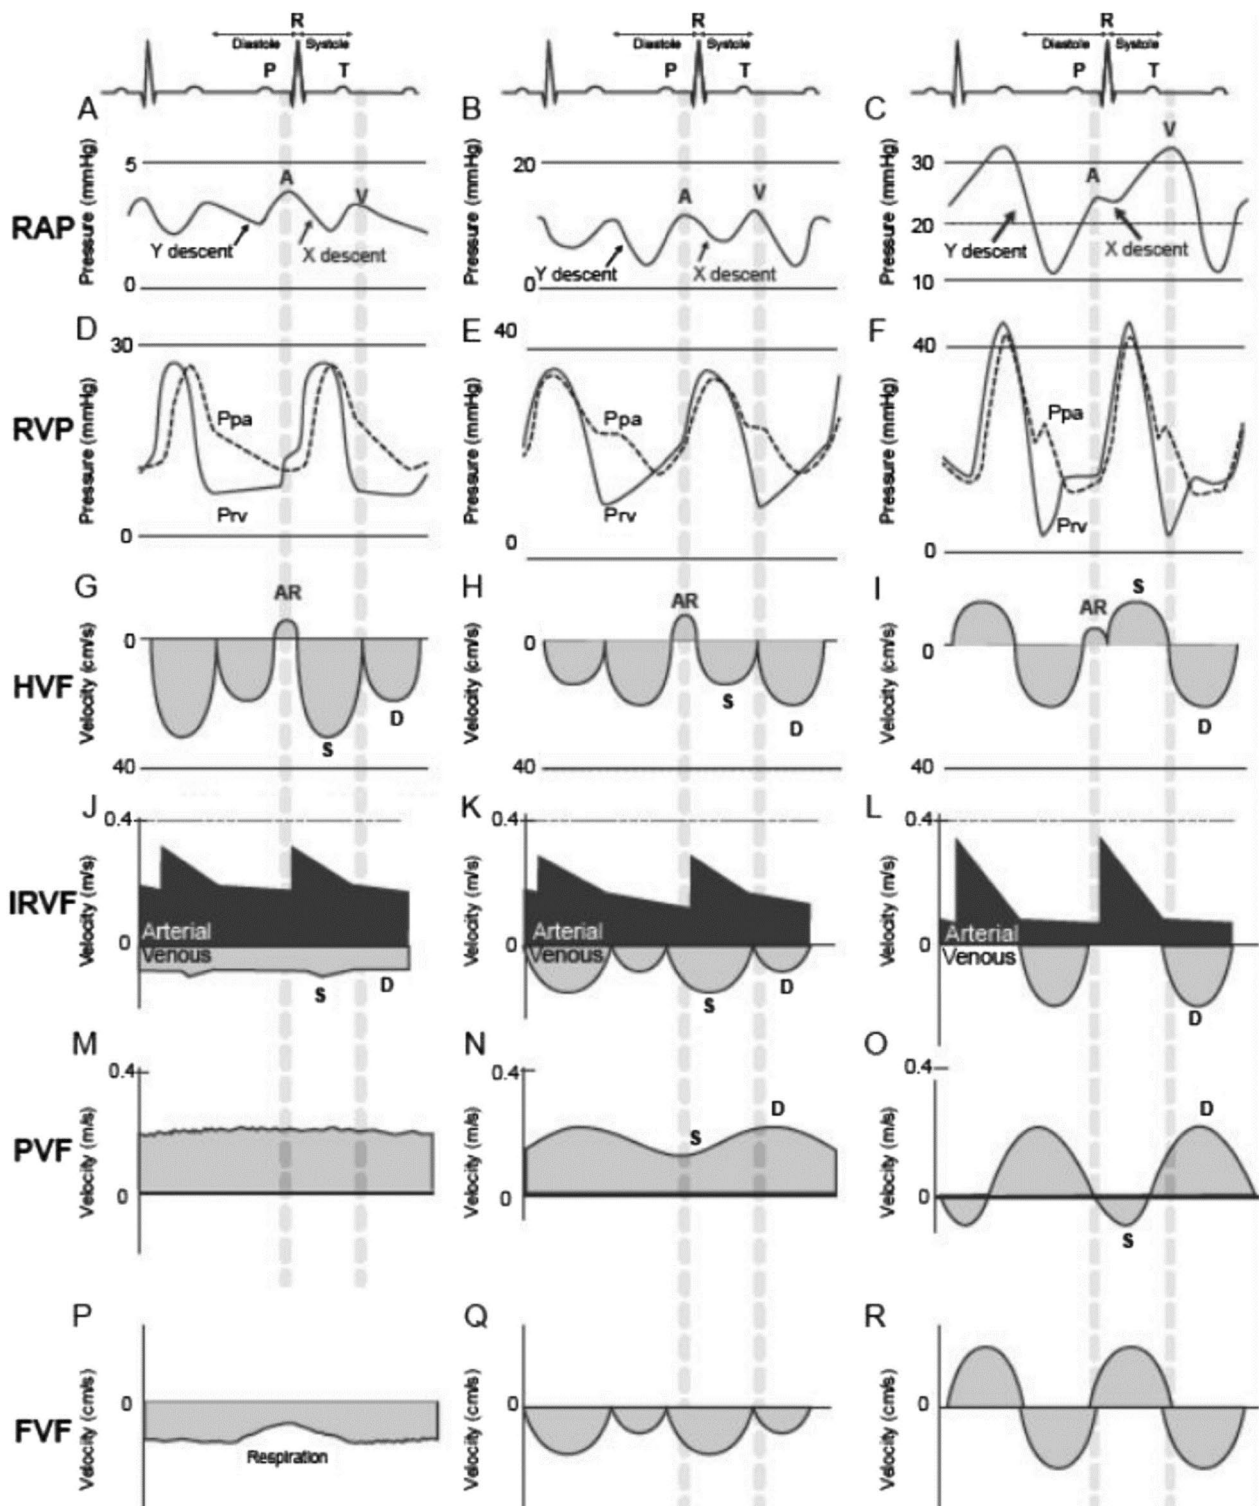 R R R
Diastole Systole Diastole Systole Diastole Systole
P T P T P T
A B C
RAP
Pressure (mmHg) Pressure (mmHg) Pressure (mmHg)
5 20 30
20
10
0 0
A V A V A V
Y descent X descent Y descent X descent Y descent X descent
D E F
RVP
Pressure (mmHg) Pressure (mmHg) Pressure (mmHg)
30 40 40
Ppa Ppa Ppa
Prv Prv Prv
0 0 0
G H I
HVF
Velocity (cm/s) Velocity (cm/s) Velocity (cm/s)
AR AR AR S
0 0 0
S D S D D
40 40 40
J K L
IRVF
Velocity (m/s) Velocity (m/s) Velocity (m/s)
0.4 0.4 0.4
Arterial Arterial Arterial
0 0 0
Venous Venous Venous
S D S D D
M N O
PVF
Velocity (m/s) Velocity (m/s) Velocity (m/s)
0.4 0.4 0.4
S D D
0 0 0
S
P Q R
FVF
Velocity (cm/s) Velocity (cm/s) Velocity (cm/s)
0 0 0
Respiration